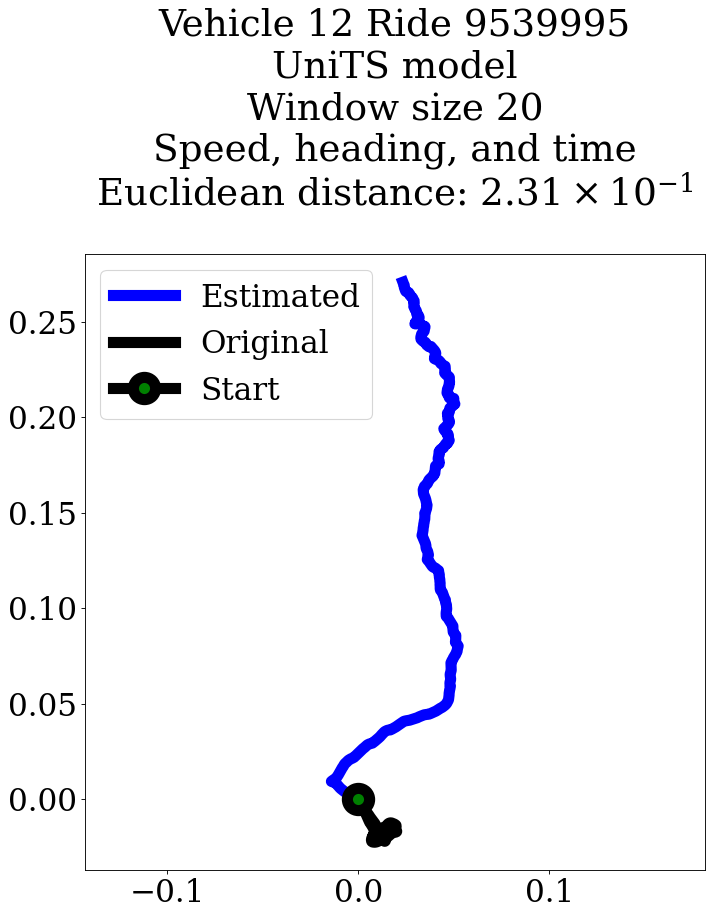 Vehicle 12 Ride 9539995
UniTS model
Window size 20
Speed, heading, and time
Euclidean distance: 2.31 × 10⁻¹
Estimated
Original
Start
0.25
0.20
0.15
0.10
0.05
0.00
−0.1
0.0
0.1